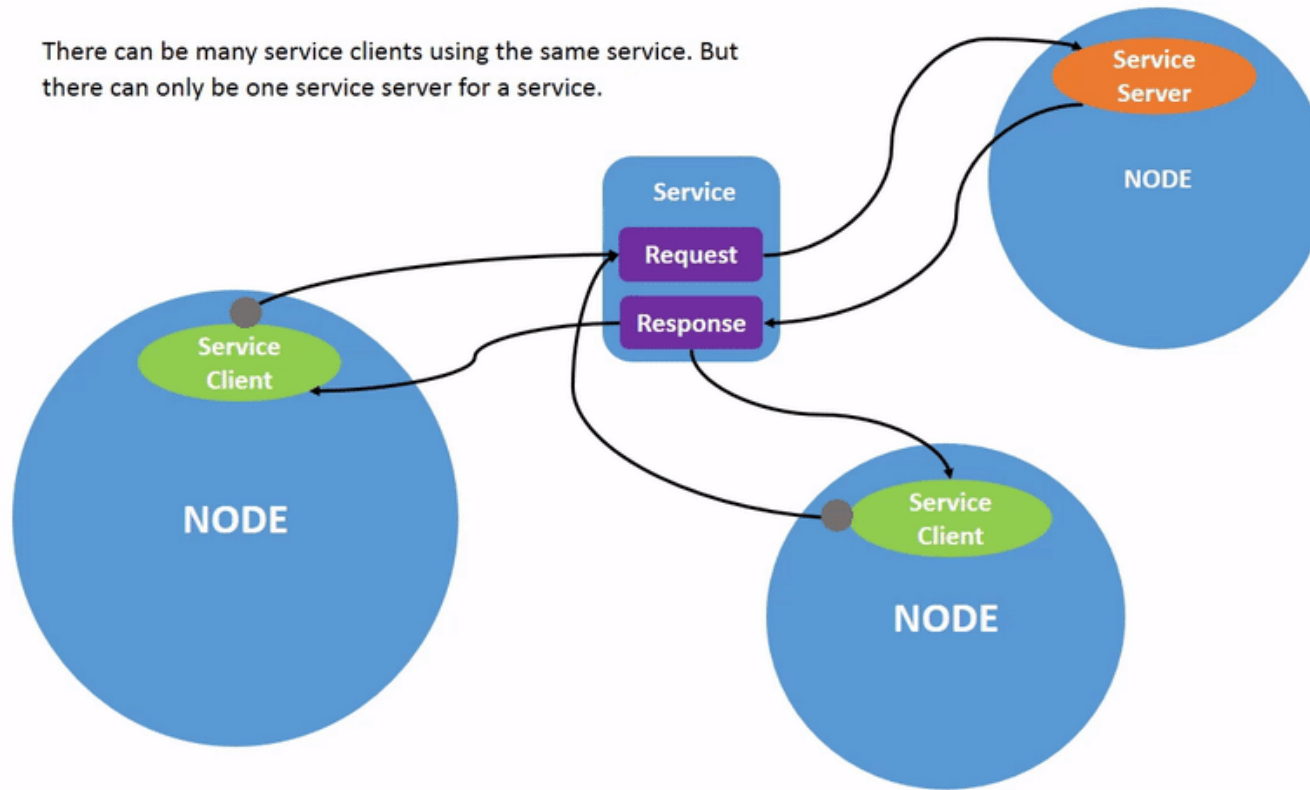 There can be many service clients using the same service. But
there can only be one service server for a service.
Service
Server
NODE
Service
Request
Response
Service
Client
NODE
Service
Client
NODE